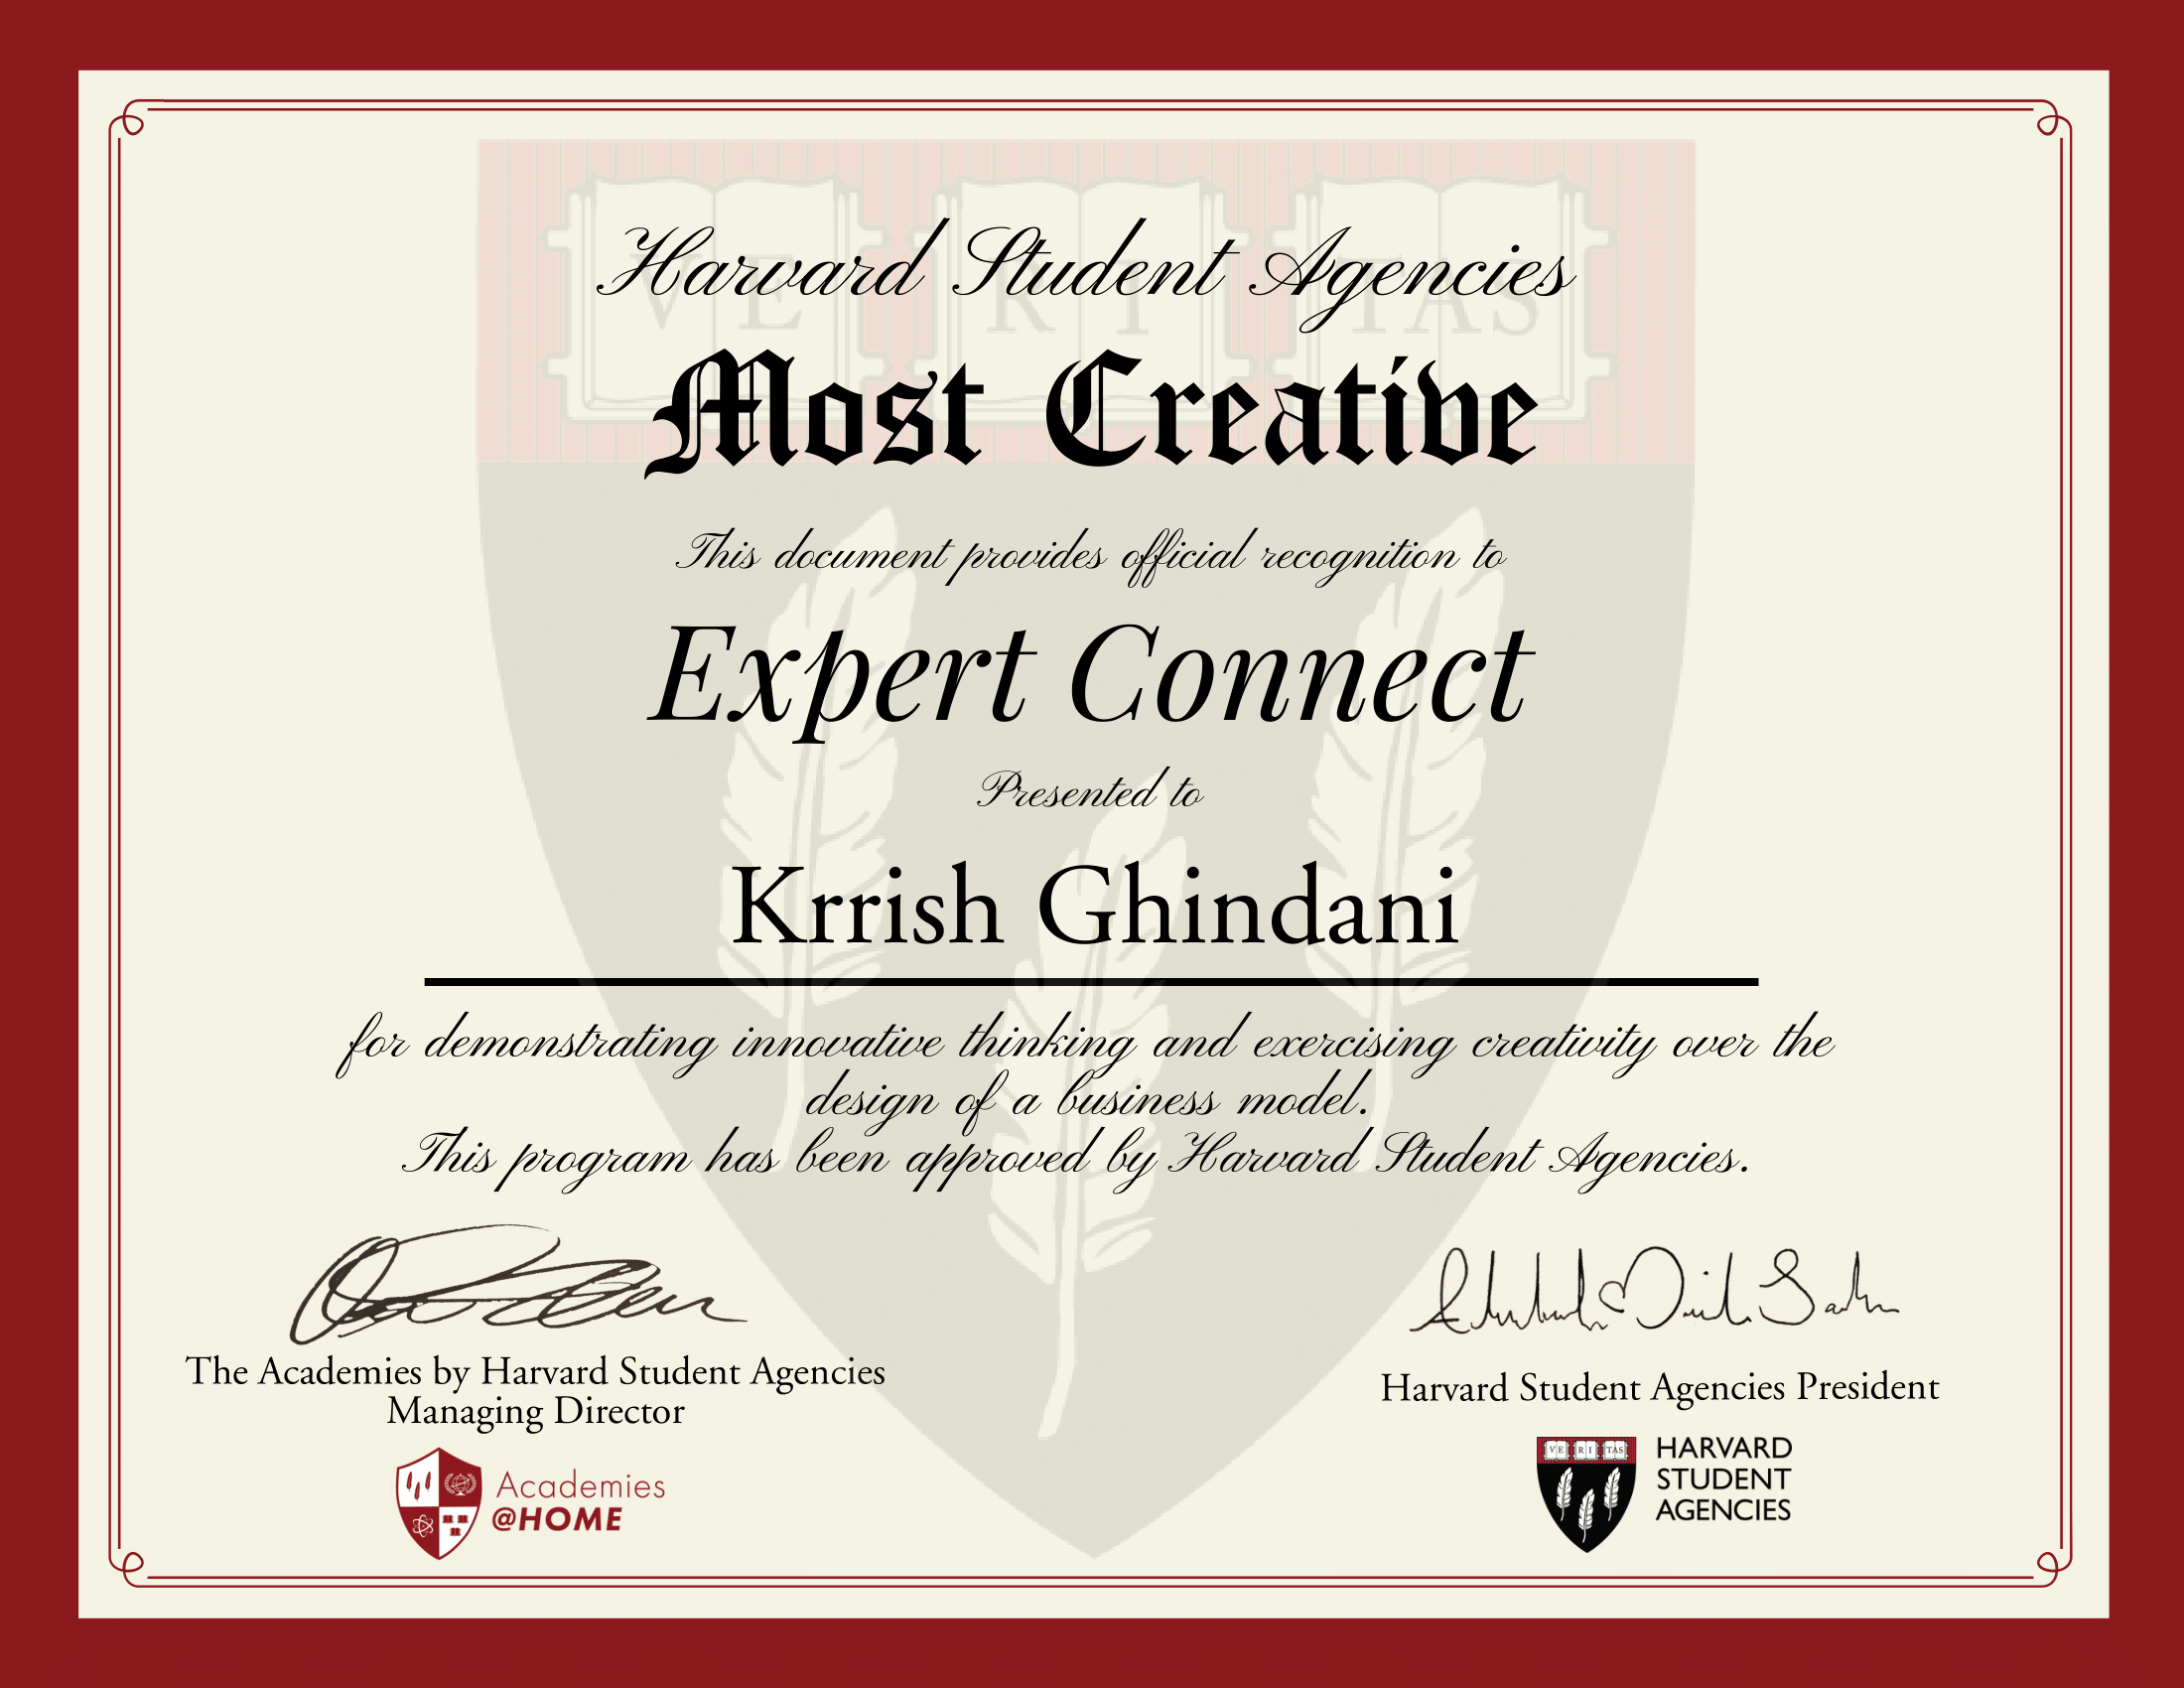 Harvard Student Agencies
Most Creative
This document provides official recognition to
Expert Connect
Presented to
Krrish Ghindani
for demonstrating innovative thinking and exercising creativity over the
design of a business model.
This program has been approved by Harvard Student Agencies.
The Academies by Harvard Student Agencies
Managing Director
Harvard Student Agencies President
Academies
@HOME
VE RI TAS
HARVARD
STUDENT
AGENCIES
VE RI TAS